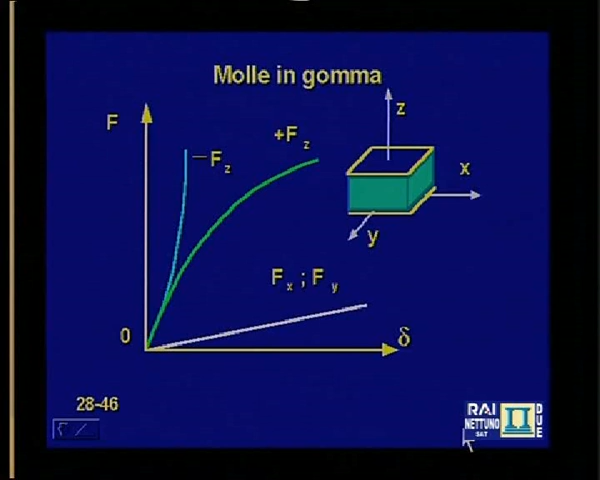 Molle in gomma
F
−F z
+F z
z
x
y
F x ; F y
0
δ
28-46
RAI
NETTUNO
SAT
DUE